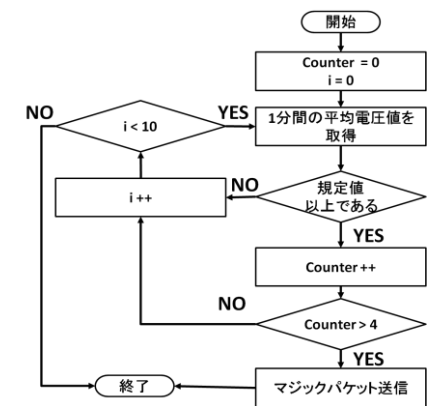 開始
Counter = 0
i = 0
NO
YES
i < 10
1分間の平均電圧値を
取得
i ++
NO
規定値
以上である
YES
Counter ++
NO
Counter > 4
YES
終了
マジックパケット送信